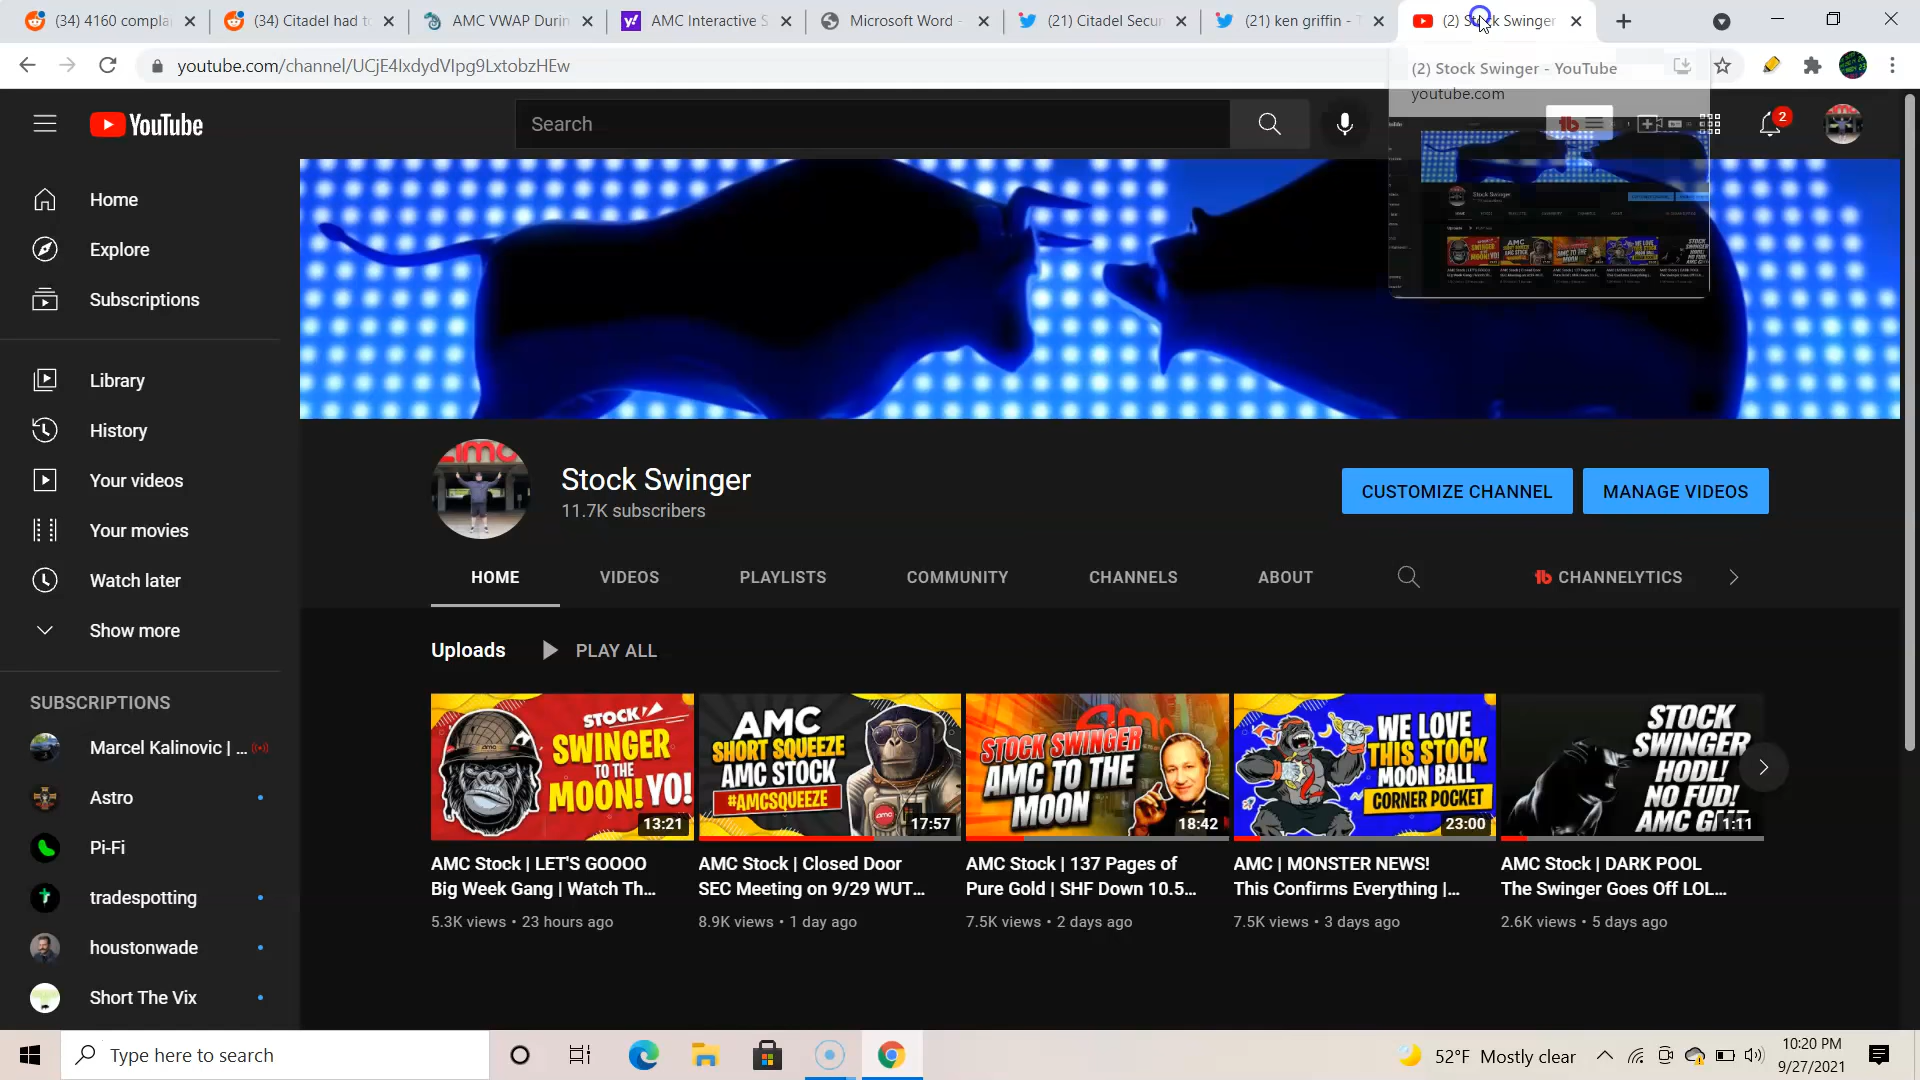 (34) 4160 compla
(34) Citadel had t
AMC VWAP Durin
AMC Interactive S
Microsoft Word -
(21) Citadel Secur
(21) ken griffin - T
(2) Stock Swinger
youtube.com/channel/UCjE4IxdydVIpg9LxtobzHEw
(2) Stock Swinger - YouTube
youtube.com
YouTube
Search
2
Home
Explore
Subscriptions
Library
History
Your videos
Your movies
Watch later
Show more
SUBSCRIPTIONS
Marcel Kalinovic | ...
Astro
Pi-Fi
tradespotting
houstonwade
Short The Vix
Stock Swinger
11.7K subscribers
CUSTOMIZE CHANNEL
MANAGE VIDEOS
HOME
VIDEOS
PLAYLISTS
COMMUNITY
CHANNELS
ABOUT
CHANNELYTICS
Uploads
PLAY ALL
STOCK
SWINGER
TO THE
MOON! YO!
13:21
AMC
SHORT SQUEEZE
AMC STOCK
#AMCSQUEEZE
17:57
STOCK SWINGER
AMC TO THE
MOON
18:42
WE LOVE
THIS STOCK
MOON BALL
CORNER POCKET
23:00
STOCK
SWINGER
HODL!
NO FUD!
1:11
AMC Stock | LET'S GOOOO
Big Week Gang | Watch Th...
5.3K views • 23 hours ago
AMC Stock | Closed Door
SEC Meeting on 9/29 WUT...
8.9K views • 1 day ago
AMC Stock | 137 Pages of
Pure Gold | SHF Down 10.5...
7.5K views • 2 days ago
AMC | MONSTER NEWS!
This Confirms Everything |...
7.5K views • 3 days ago
AMC Stock | DARK POOL
The Swinger Goes Off LOL...
2.6K views • 5 days ago
Type here to search
52°F Mostly clear
10:20 PM
9/27/2021